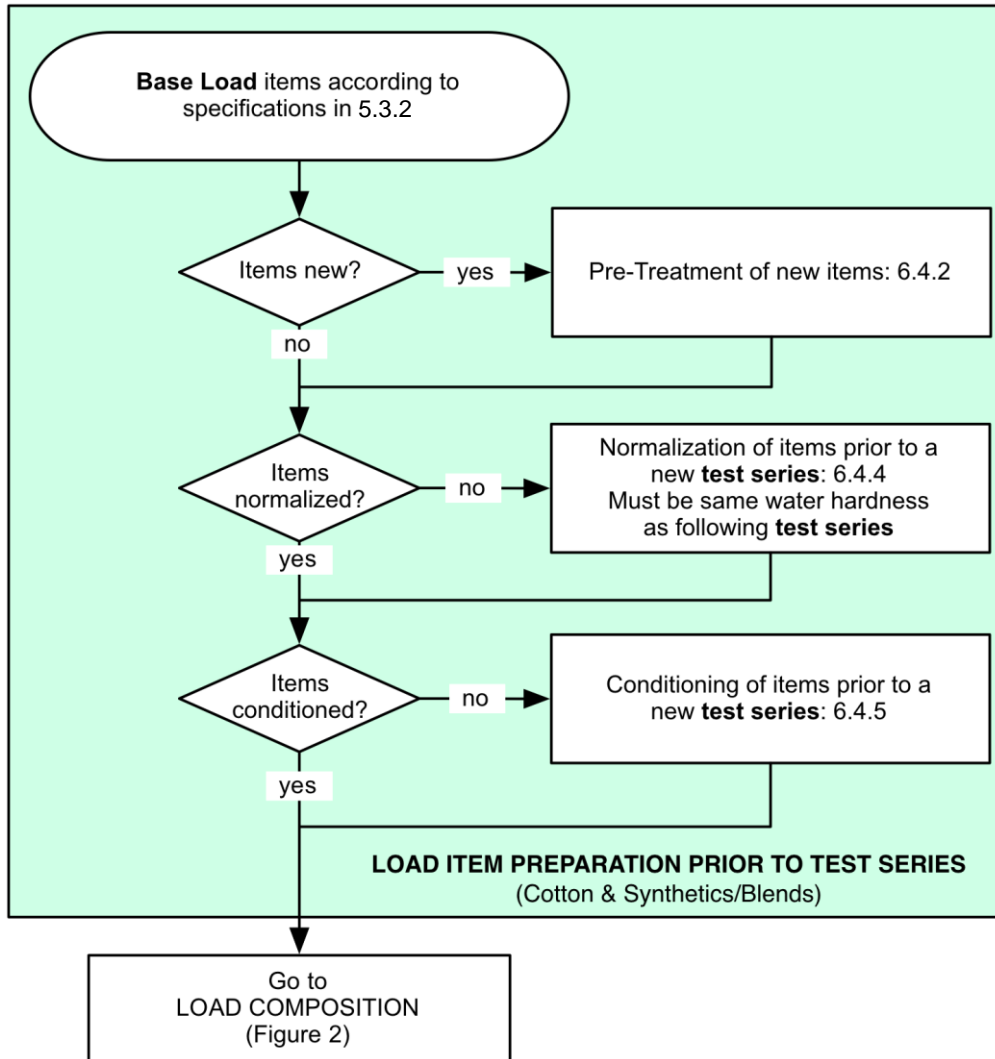 Base Load items according to
specifications in 5.3.2
Items new?
yes
Pre-Treatment of new items: 6.4.2
no
Items
normalized?
no
Normalization of items prior to a
new test series: 6.4.4
Must be same water hardness
as following test series
yes
Items
conditioned?
no
Conditioning of items prior to a
new test series: 6.4.5
yes
LOAD ITEM PREPARATION PRIOR TO TEST SERIES
(Cotton & Synthetics/Blends)
Go to
LOAD COMPOSITION
(Figure 2)